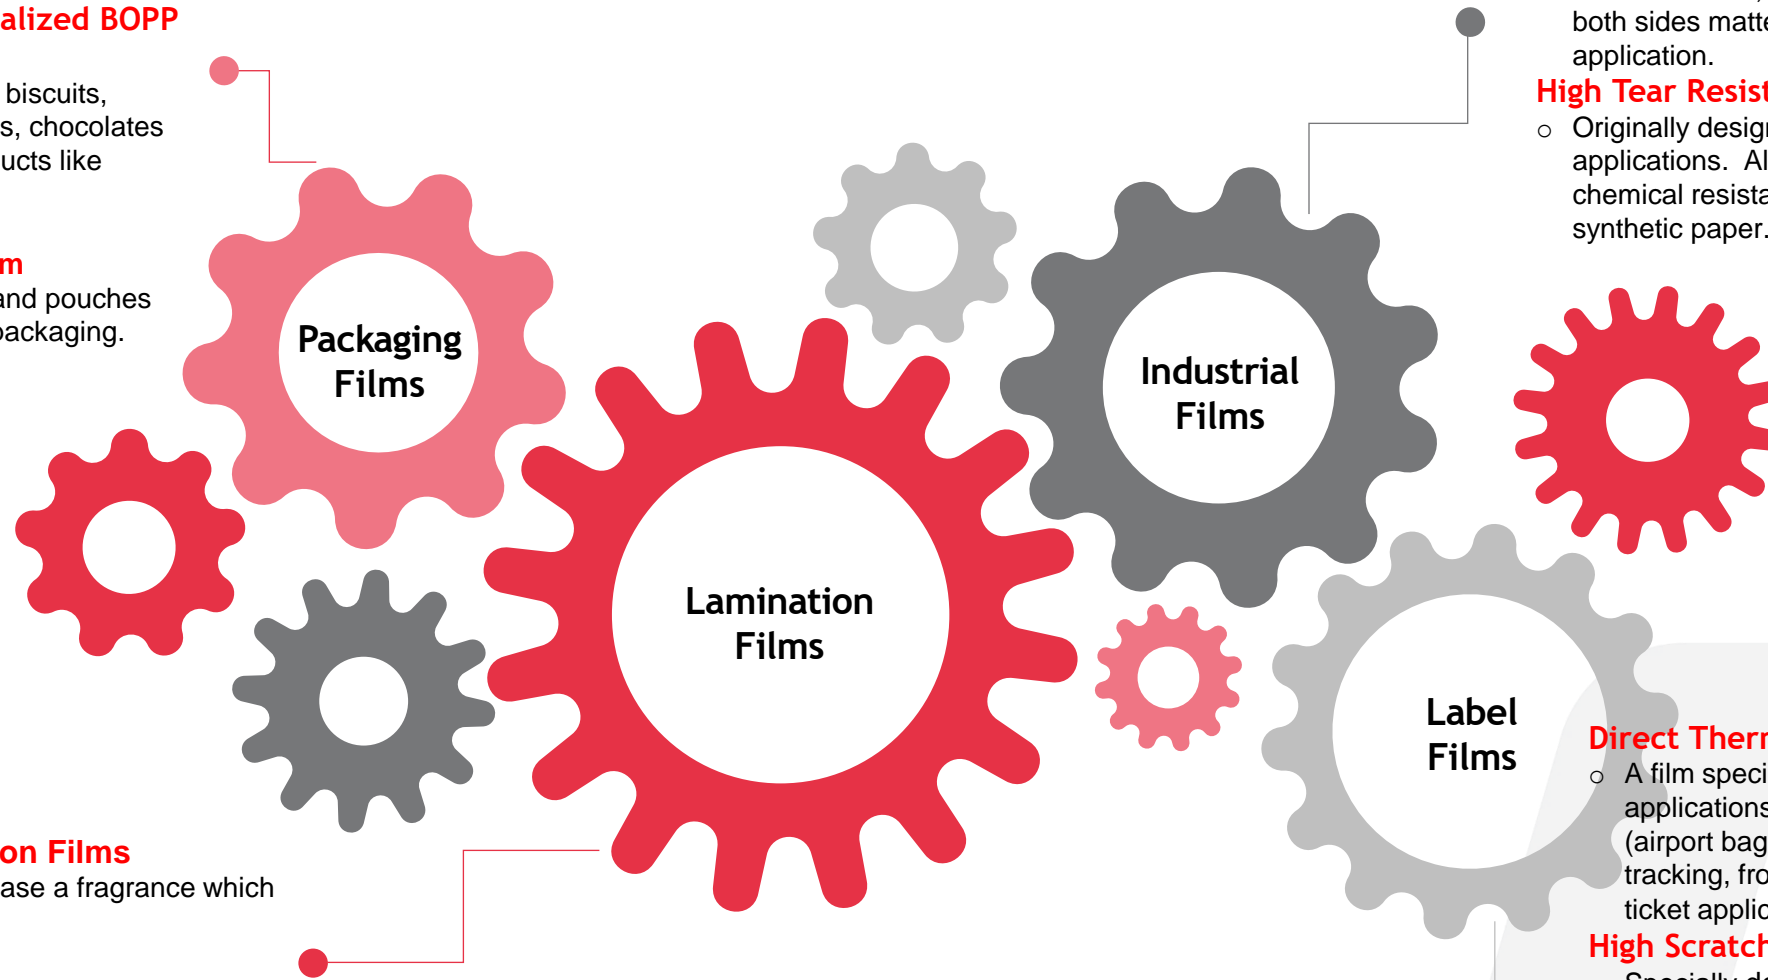 alized BOPP
biscuits,
s, chocolates
ucts like
m
and pouches
packaging.
Packaging
Films
both sides matte
application.
High Tear Resist
o Originally design
applications. Al
chemical resista
synthetic paper.
Industrial
Films
Lamination
Films
Label
Films
on Films
ase a fragrance which
Direct Therm
o A film speci
applications
(airport bag
tracking, fro
ticket applic
High Scratch